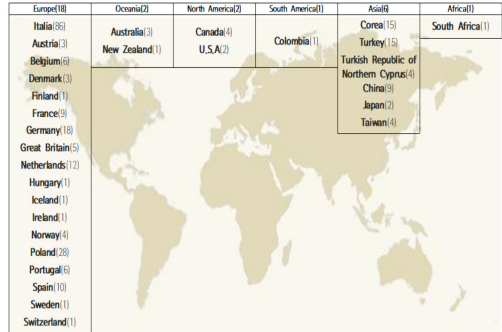 Europe(18)
Italia(86)
Austria(3)
Belgium(6)
Denmark(3)
Finland(1)
France(9)
Germany(18)
Great Britain(5)
Netherlands(12)
Hungary(1)
Iceland(1)
Ireland(1)
Norway(4)
Poland(28)
Portugal(6)
Spain(10)
Sweden(1)
Switzerland(1)
Oceania(2)
Australia(3)
New Zealand(1)
North America(2)
Canada(4)
U,S,A(2)
South America(1)
Colombia(1)
Asia(6)
Corea(15)
Turkey(15)
Turkish Republic of
Northern Cyprus(4)
China(9)
Japan(2)
Taiwan(4)
Africa(1)
South Africa(1)